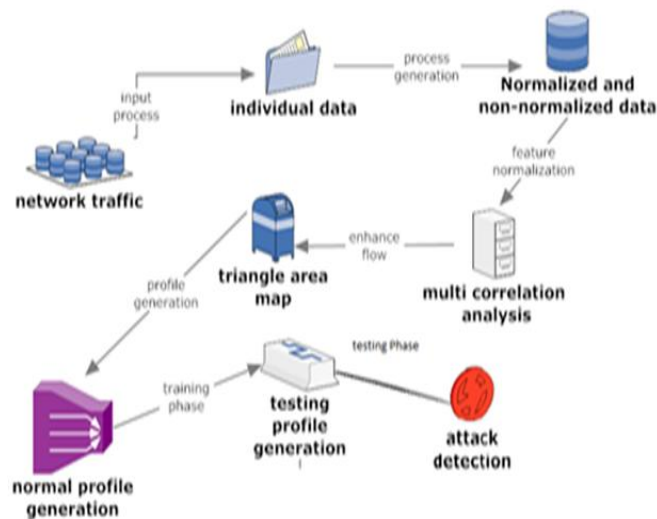 input
process
individual data
process
generation
Normalized and
non-normalized data
network traffic
feature
normalization
triangle area
map
enhance
flow
multi correlation
analysis
profile
generation
testing Phase
training
phase
testing
profile
generation
attack
detection
normal profile
generation